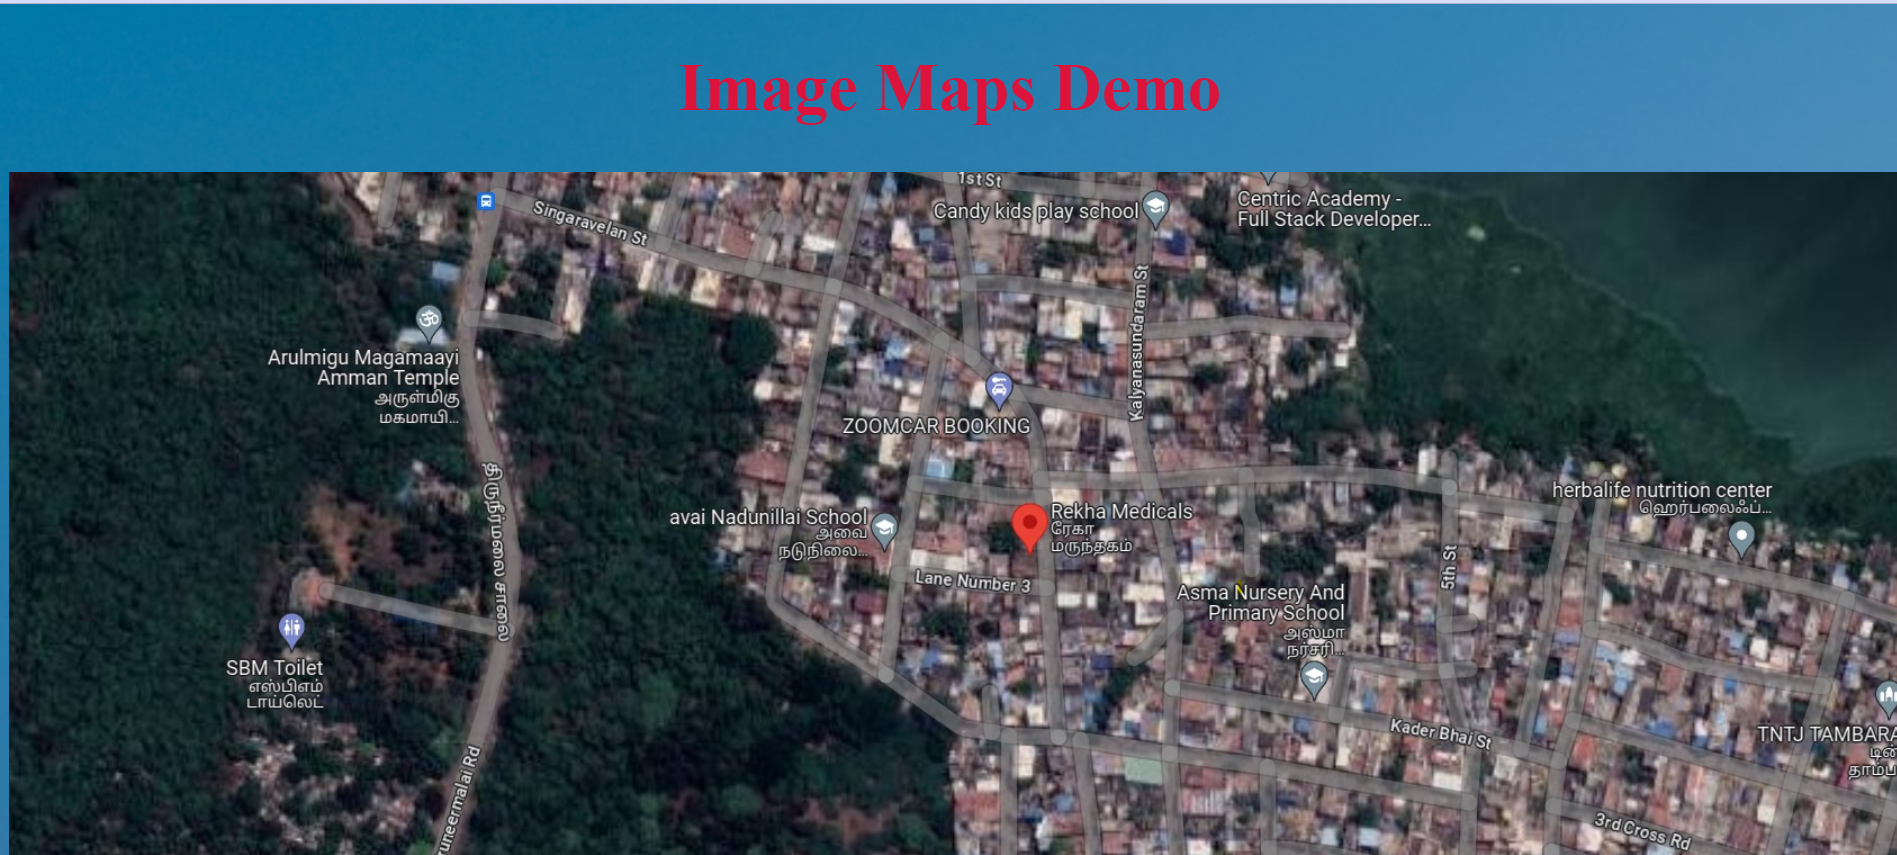 Image Maps Demo
1st St
Candy kids play school
Centric Academy -
Full Stack Developer...
Singaravelan St
Kalyanasundaram St
Arulmigu Magamaayi
Amman Temple
அருள்மிகு
மகமாயி...
ZOOMCAR BOOKING
திருநீர்மலை சாலை
avai Nadunillai School
அவை
நடுநிலை...
Rekha Medicals
ரேகா
மருந்தகம்
herbalife nutrition center
ஹெர்பலைஃப்...
Lane Number 3
5th St
Asma Nursery And
Primary School
அஸ்மா
நர்சரி...
SBM Toilet
எஸ்பிஎம்
டாய்லெட்
Kader Bhai St
TNTJ TAMBARA
டிஎன்
தாம்ப
runeermalai Rd
3rd Cross Rd